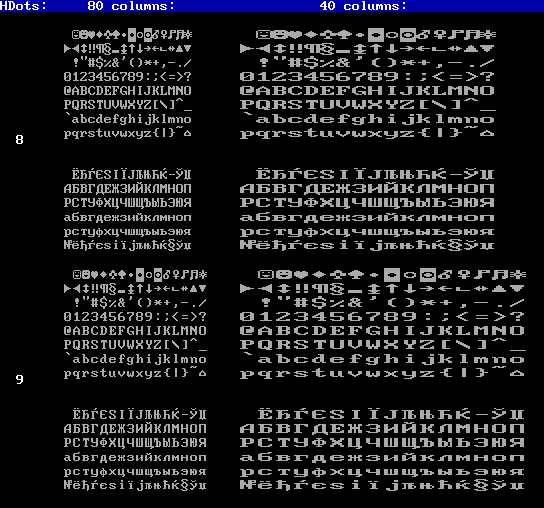 HDots: 80 columns: 40 columns:
☺☻♥♦♣♠•◘○◙♂♀♪♫☼ ☺☻♥♦♣♠•◘○◙♂♀♪♫☼
►◄↕‼¶§▬↨↑↓→←∟↔▲▼ ►◄↕‼¶§▬↨↑↓→←∟↔▲▼
!"#$%&'()*+,-./ !"#$%&'()*+,-./
0123456789:;<=>? 0123456789:;<=>?
@ABCDEFGHIJKLMNO @ABCDEFGHIJKLMNO
PQRSTUVWXYZ[\]^_ PQRSTUVWXYZ[\]^_
`abcdefghijklmno `abcdefghijklmno
pqrstuvwxyz{|}~⌂ pqrstuvwxyz{|}~⌂
8
ЁЂЃЄЅІЇЈЉЊЋЌ-ЎЏ ЁЂЃЄЅІЇЈЉЊЋЌ-ЎЏ
АБВГДЕЖЗИЙКЛМНОП АБВГДЕЖЗИЙКЛМНОП
РСТУФХЦЧШЩЪЫЬЭЮЯ РСТУФХЦЧШЩЪЫЬЭЮЯ
абвгдежзийклмноп абвгдежзийклмноп
рстуфхцчшщъыьэюя рстуфхцчшщъыьэюя
№ёђѓєѕіїјљњћќ§ўџ №ёђѓєѕіїјљњћќ§ўџ
☺☻♥♦♣♠•◘○◙♂♀♪♫☼ ☺☻♥♦♣♠•◘○◙♂♀♪♫☼
►◄↕‼¶§▬↨↑↓→←∟↔▲▼ ►◄↕‼¶§▬↨↑↓→←∟↔▲▼
!"#$%&'()*+,-./ !"#$%&'()*+,-./
0123456789:;<=>? 0123456789:;<=>?
@ABCDEFGHIJKLMNO @ABCDEFGHIJKLMNO
PQRSTUVWXYZ[\]^_ PQRSTUVWXYZ[\]^_
`abcdefghijklmno `abcdefghijklmno
pqrstuvwxyz{|}~⌂ pqrstuvwxyz{|}~⌂
9
ЁЂЃЄЅІЇЈЉЊЋЌ-ЎЏ ЁЂЃЄЅІЇЈЉЊЋЌ-ЎЏ
АБВГДЕЖЗИЙКЛМНОП АБВГДЕЖЗИЙКЛМНОП
РСТУФХЦЧШЩЪЫЬЭЮЯ РСТУФХЦЧШЩЪЫЬЭЮЯ
абвгдежзийклмноп абвгдежзийклмноп
рстуфхцчшщъыьэюя рстуфхцчшщъыьэюя
№ёђѓєѕіїјљњћќ§ўџ №ёђѓєѕіїјљњћќ§ўџ